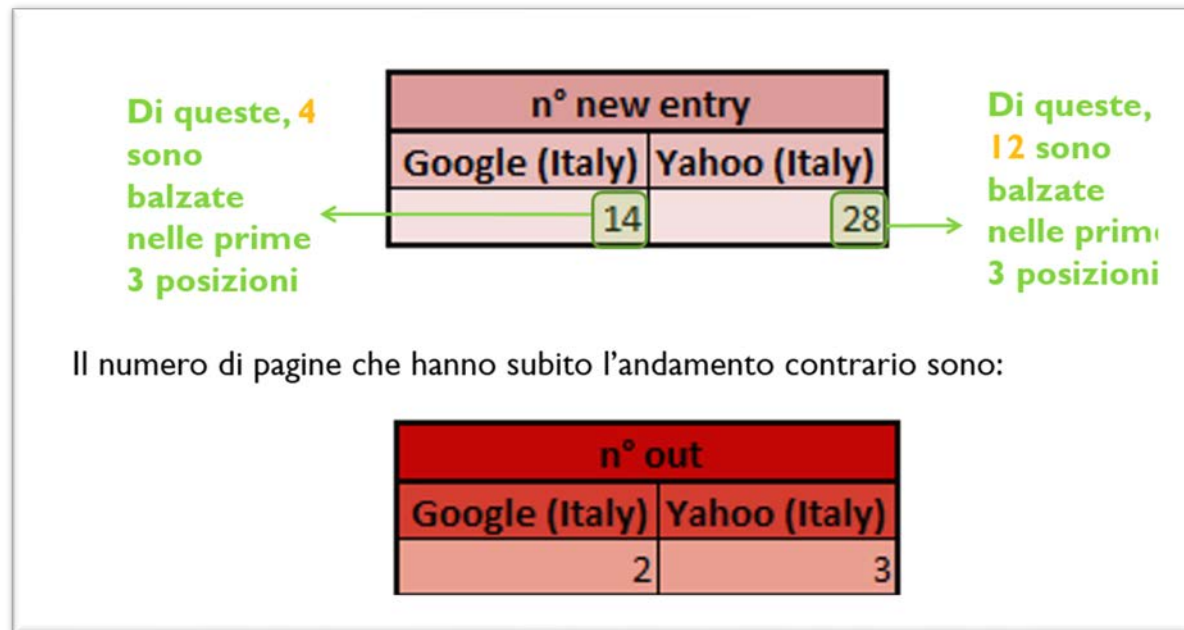 Di queste, 4
sono
balzate
nelle prime
3 posizioni
n° new entry
Google (Italy) Yahoo (Italy)
14 28
Di queste,
12 sono
balzate
nelle prim
3 posizioni
Il numero di pagine che hanno subito l’andamento contrario sono:
n° out
Google (Italy) Yahoo (Italy)
2 3